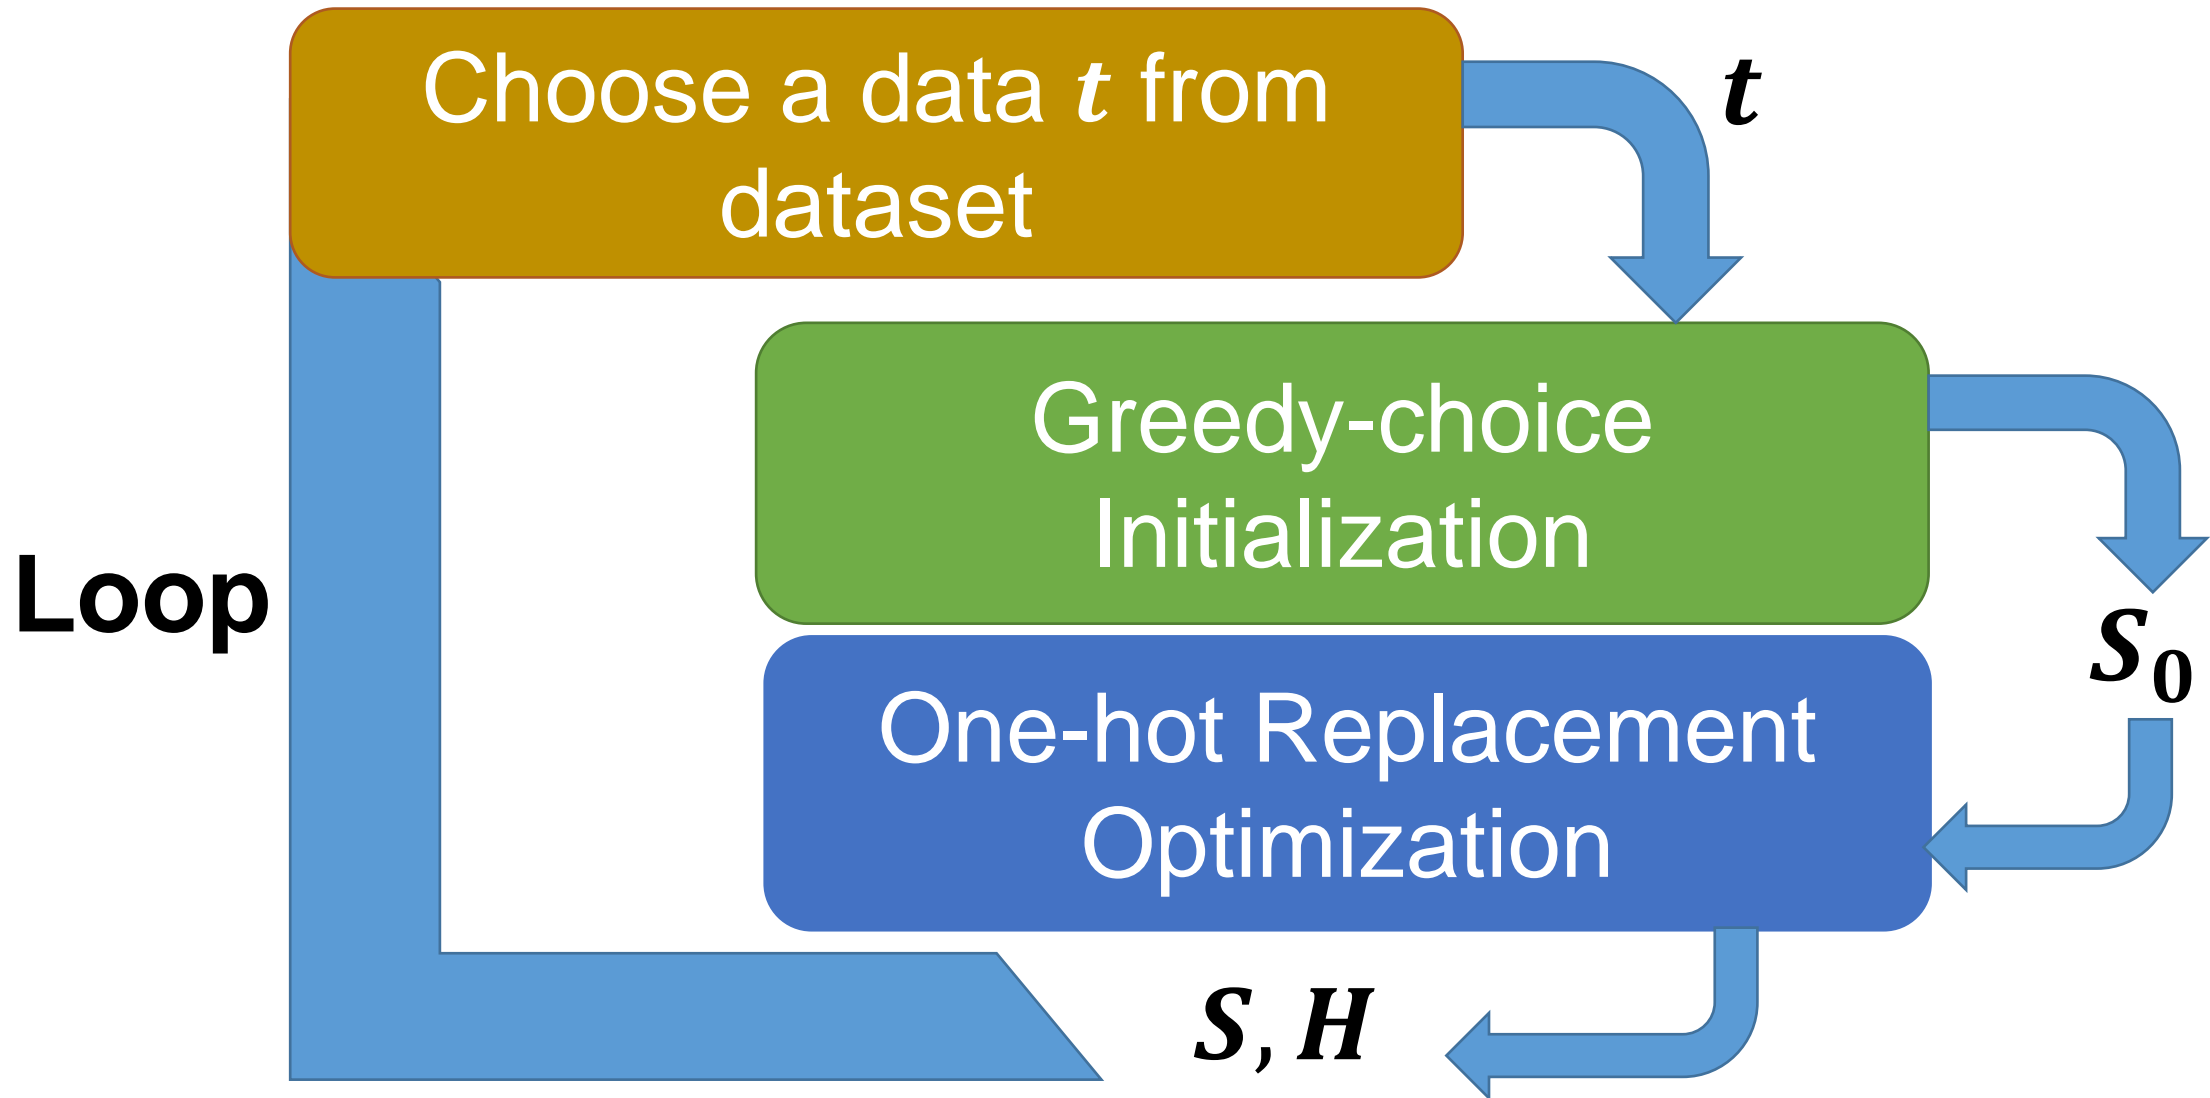 Choose a data t from
dataset
t
Greedy-choice
Initialization
Loop
S₀
One-hot Replacement
Optimization
S, H